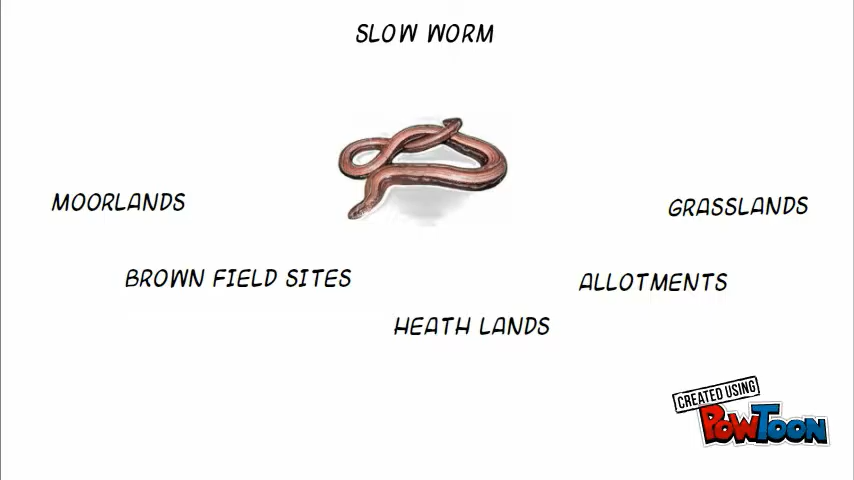 SLOW WORM
MOORLANDS
GRASSLANDS
BROWN FIELD SITES
ALLOTMENTS
HEATH LANDS
CREATED USING
POWTOON